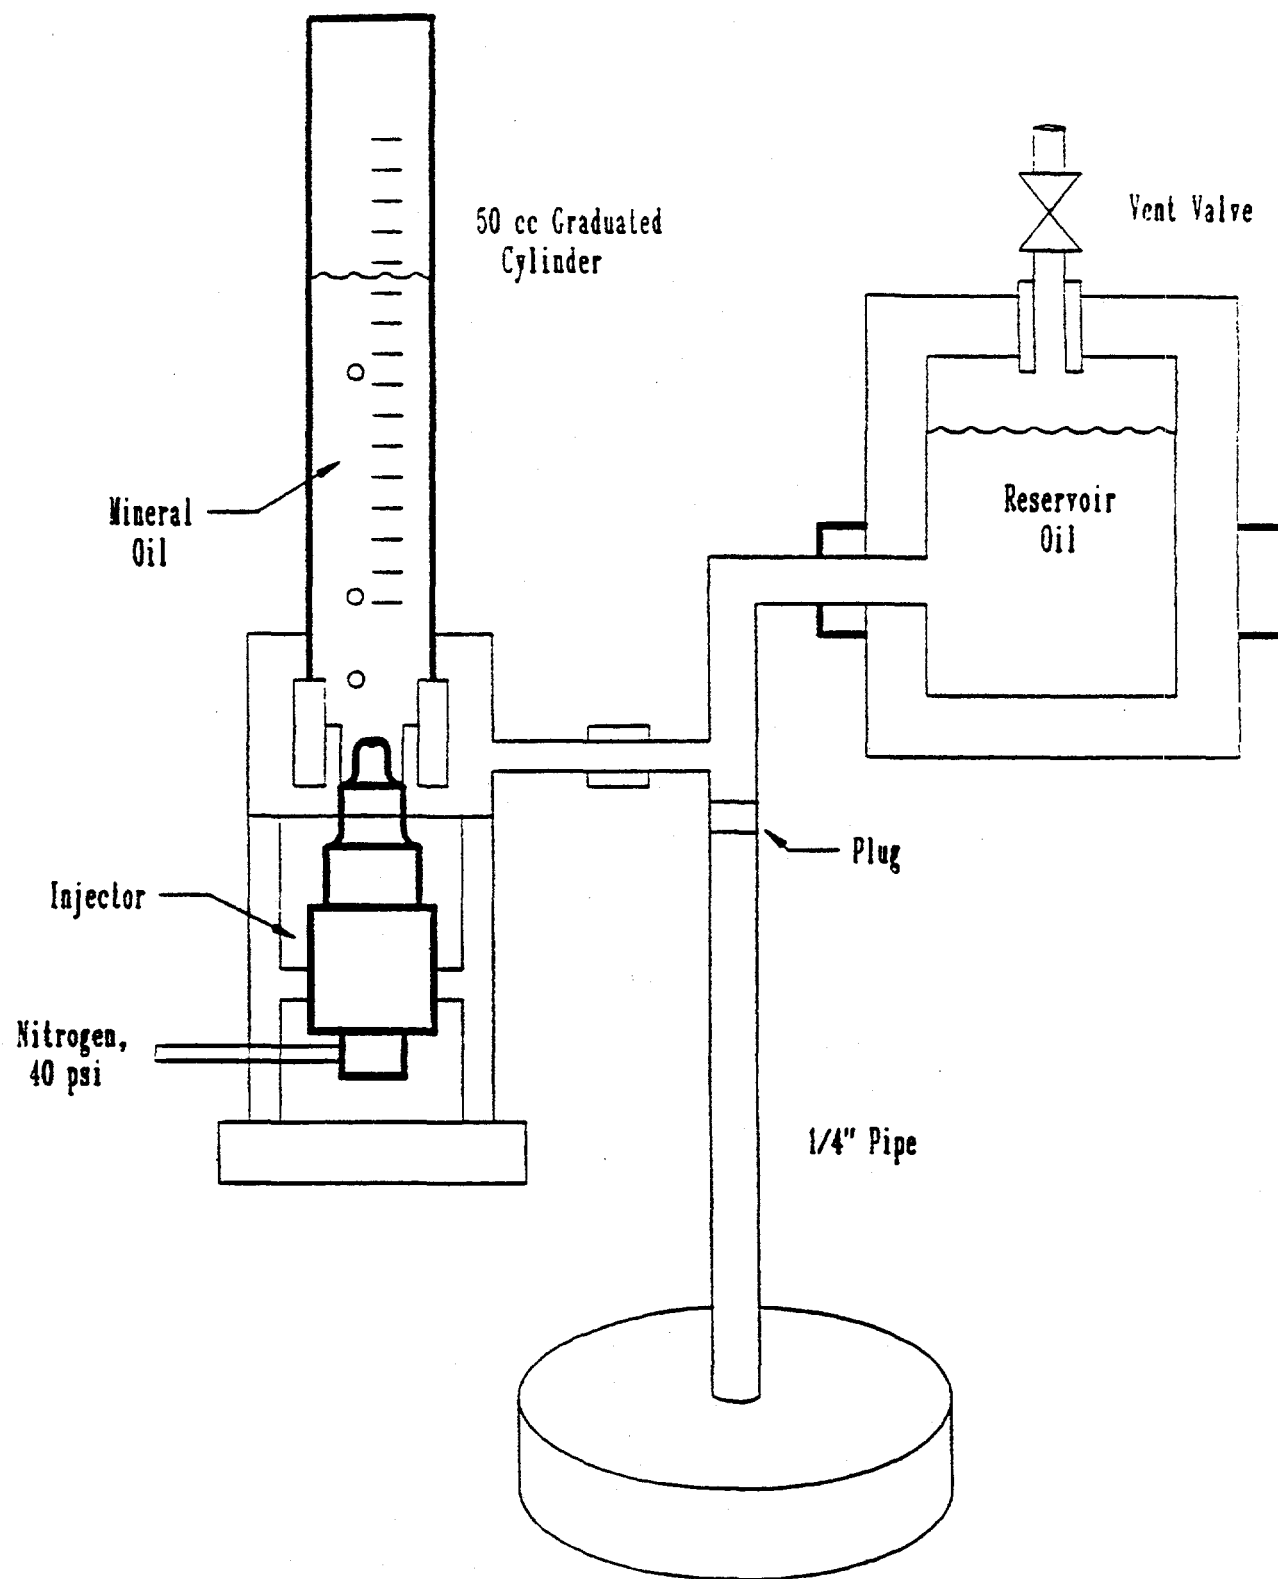 50 cc Graduated
Cylinder
Vent Valve
Mineral
Oil
Reservoir
Oil
Plug
Injector
Nitrogen,
40 psi
1/4" Pipe